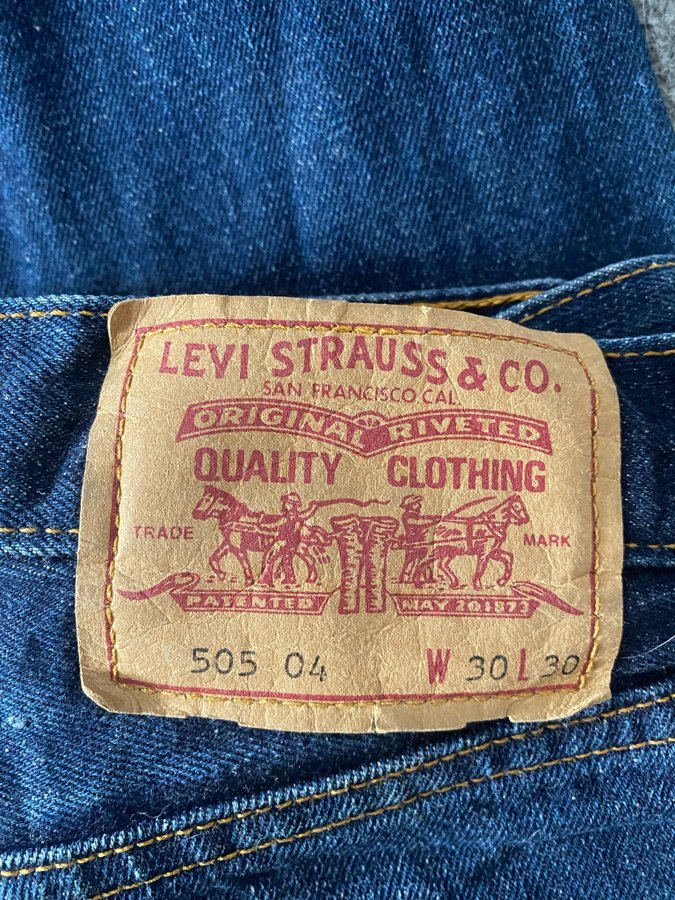 LEVI STRAUSS & CO.
SAN FRANCISCO CAL.
ORIGINAL RIVETED
QUALITY CLOTHING
TRADE MARK
PATENTED MAY 20 1873
505 04 W 30 L 30